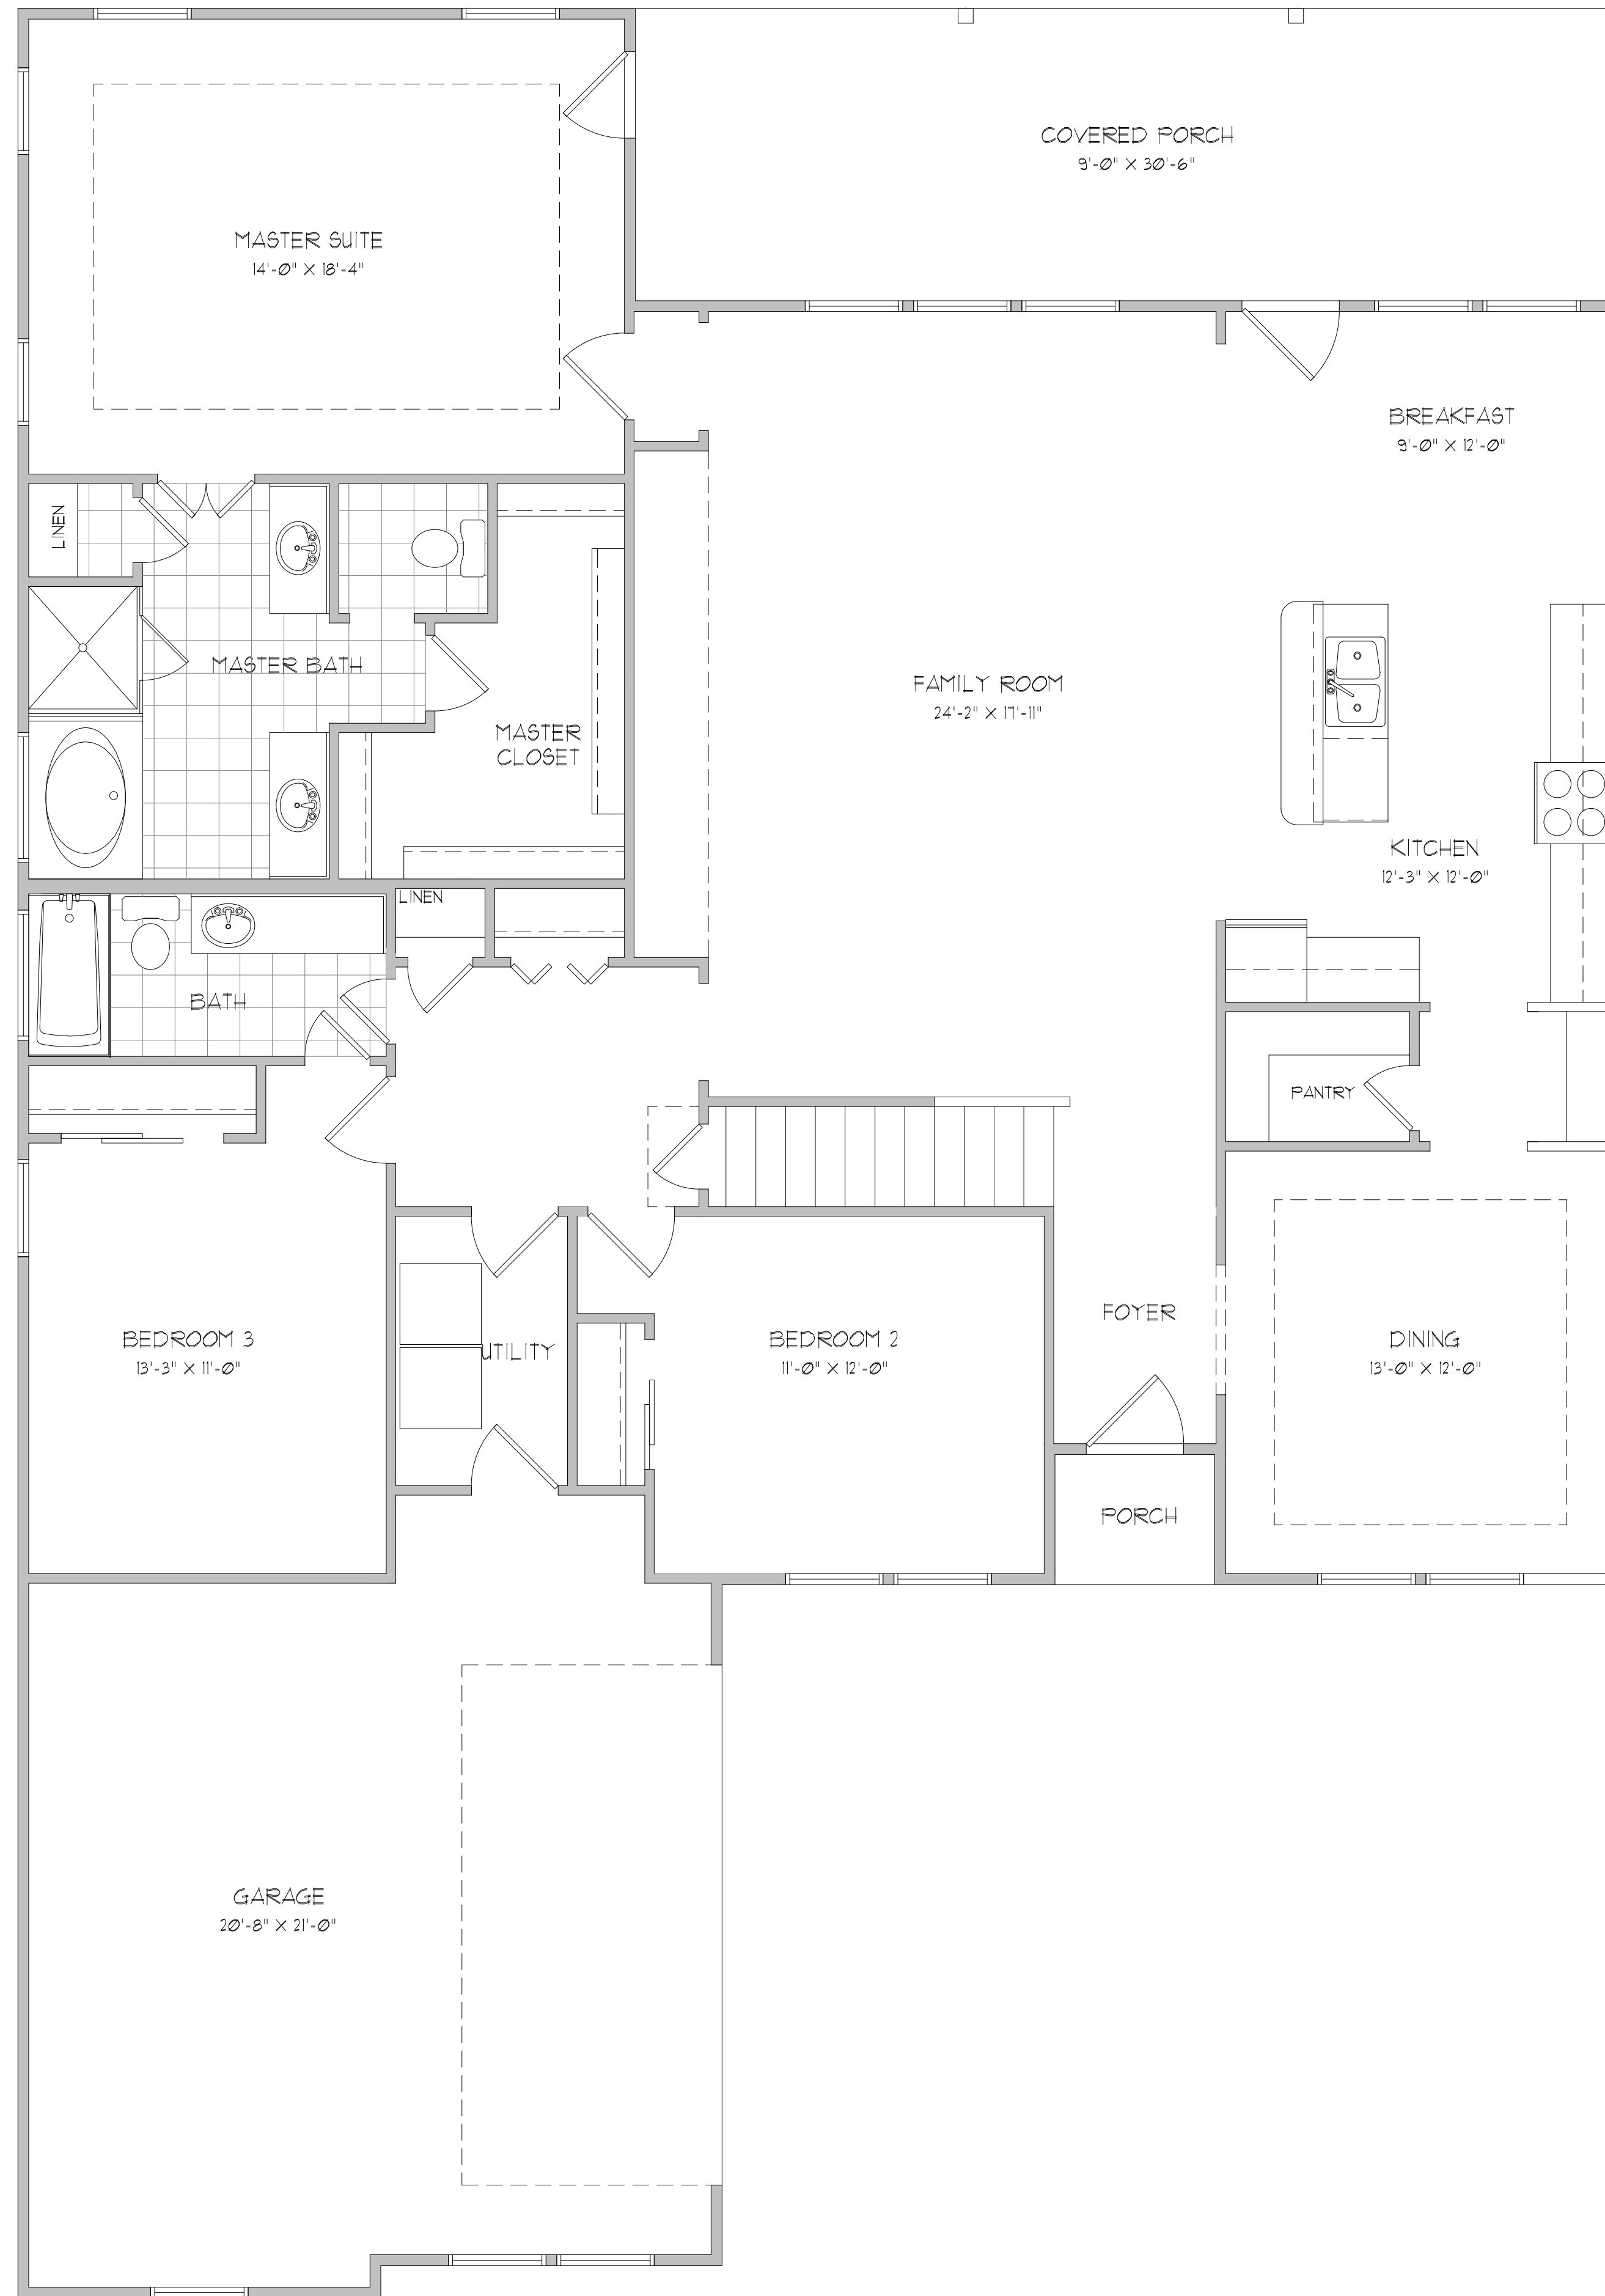 COVERED PORCH
9'-0" X 30'-6"
MASTER SUITE
14'-0" X 18'-4"
BREAKFAST
9'-0" X 12'-0"
LINEN
MASTER BATH
FAMILY ROOM
24'-2" X 17'-11"
MASTER
CLOSET
KITCHEN
12'-3" X 12'-0"
LINEN
BATH
PANTRY
FOYER
BEDROOM 3
13'-3" X 11'-0"
UTILITY
BEDROOM 2
11'-0" X 12'-0"
DINING
13'-0" X 12'-0"
PORCH
GARAGE
20'-8" X 21'-0"